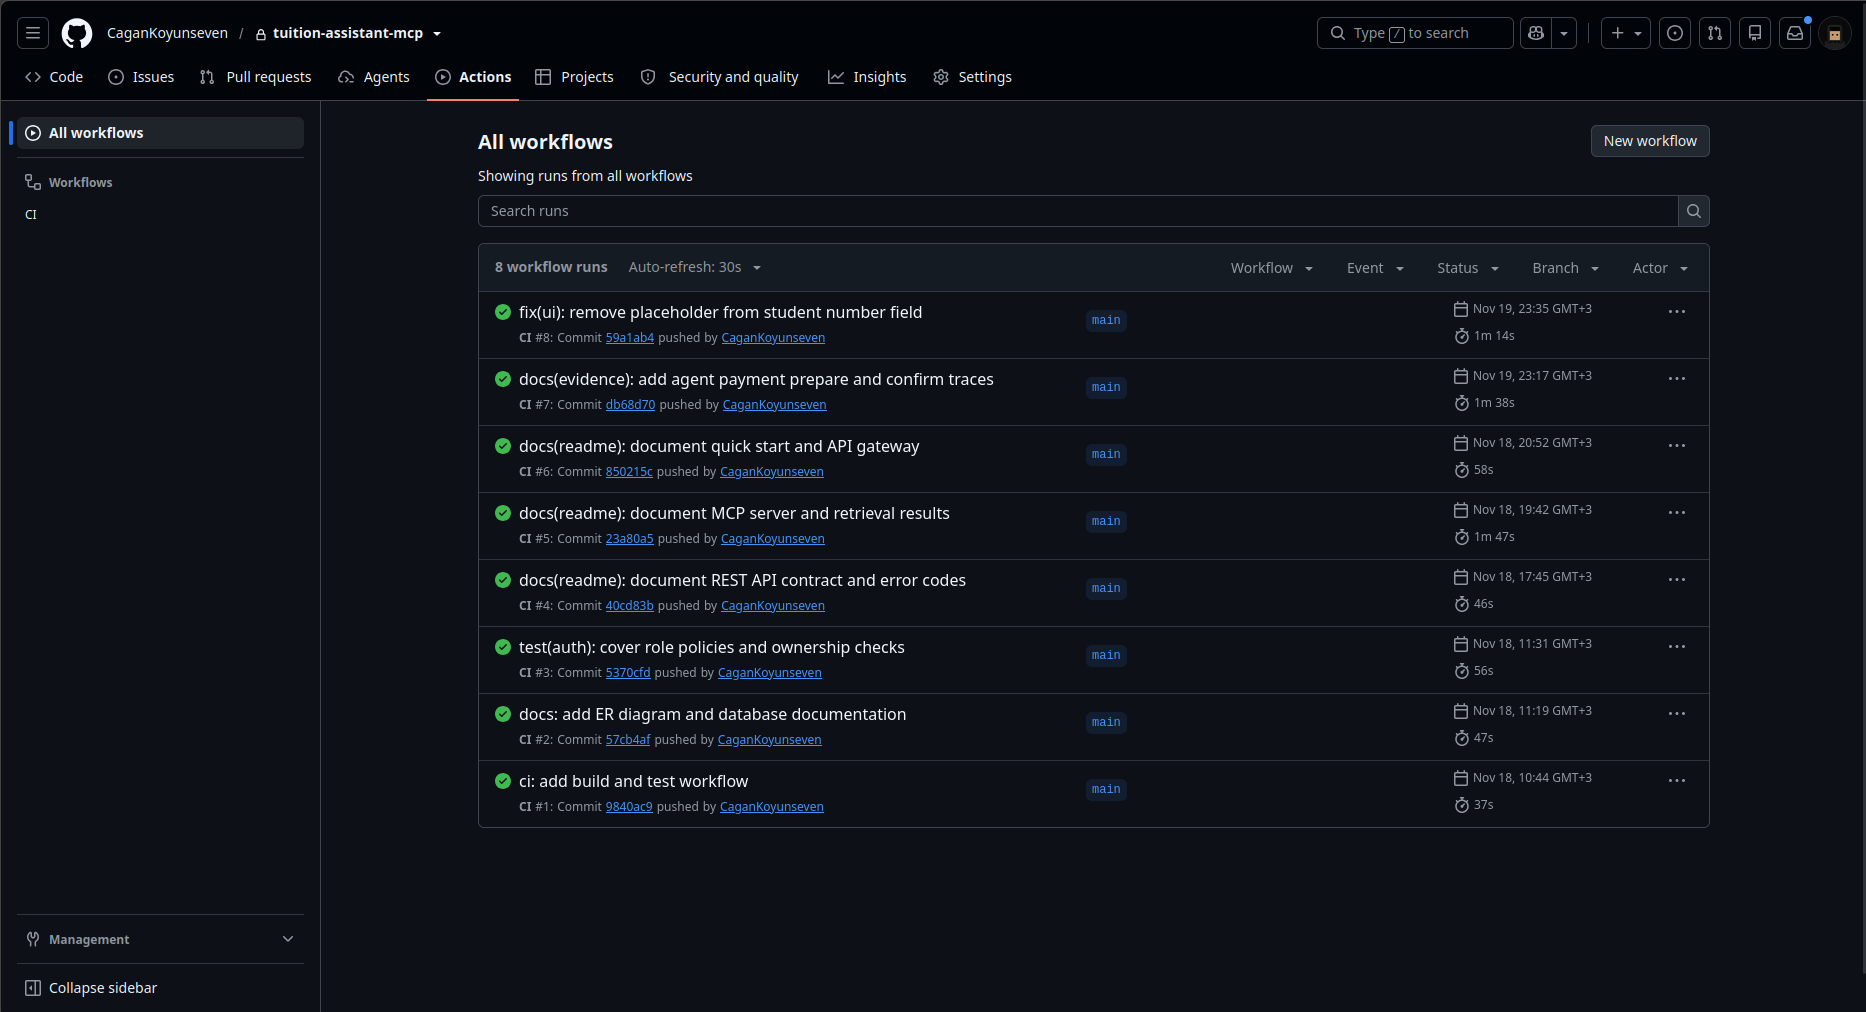 CaganKoyunseven / tuition-assistant-mcp
Type / to search
Code Issues Pull requests Agents Actions Projects Security and quality Insights Settings
All workflows
Workflows
CI
Management
Collapse sidebar
All workflows
New workflow
Showing runs from all workflows
Search runs
8 workflow runs Auto-refresh: 30s Workflow Event Status Branch Actor
fix(ui): remove placeholder from student number field
CI #8: Commit 59a1ab4 pushed by CaganKoyunseven
main
Nov 19, 23:35 GMT+3
1m 14s
docs(evidence): add agent payment prepare and confirm traces
CI #7: Commit db68d70 pushed by CaganKoyunseven
main
Nov 19, 23:17 GMT+3
1m 38s
docs(readme): document quick start and API gateway
CI #6: Commit 850215c pushed by CaganKoyunseven
main
Nov 18, 20:52 GMT+3
58s
docs(readme): document MCP server and retrieval results
CI #5: Commit 23a80a5 pushed by CaganKoyunseven
main
Nov 18, 19:42 GMT+3
1m 47s
docs(readme): document REST API contract and error codes
CI #4: Commit 40cd83b pushed by CaganKoyunseven
main
Nov 18, 17:45 GMT+3
46s
test(auth): cover role policies and ownership checks
CI #3: Commit 5370cfd pushed by CaganKoyunseven
main
Nov 18, 11:31 GMT+3
56s
docs: add ER diagram and database documentation
CI #2: Commit 57cb4af pushed by CaganKoyunseven
main
Nov 18, 11:19 GMT+3
47s
ci: add build and test workflow
CI #1: Commit 9840ac9 pushed by CaganKoyunseven
main
Nov 18, 10:44 GMT+3
37s